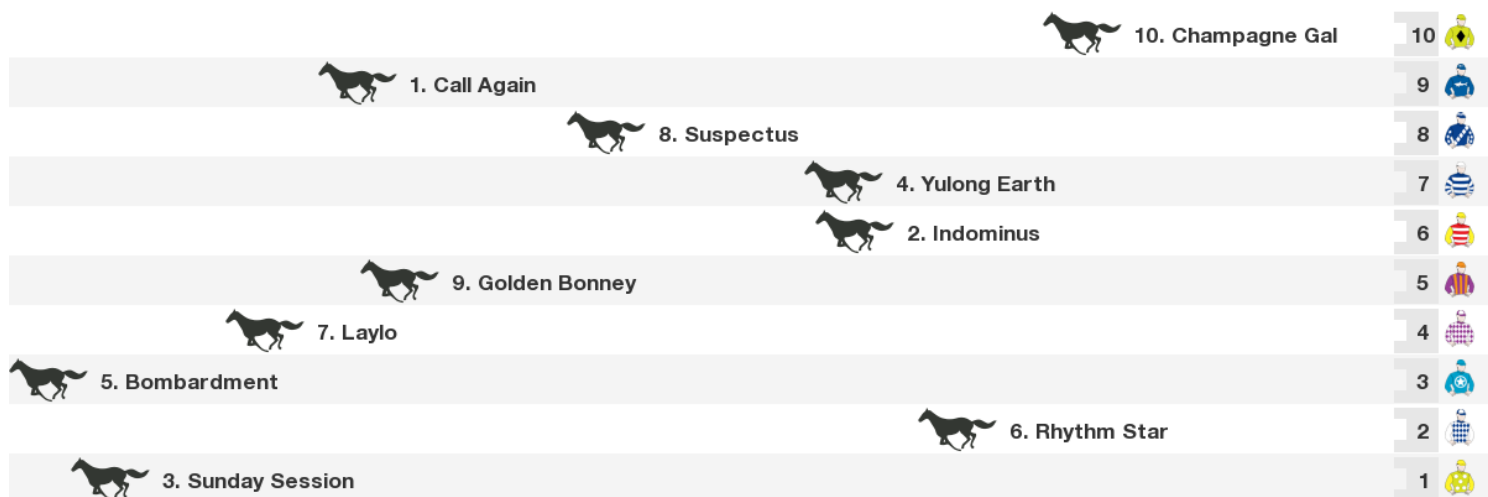 10. Champagne Gal 10
1. Call Again 9
8. Suspectus 8
4. Yulong Earth 7
2. Indominus 6
9. Golden Bonney 5
7. Laylo 4
5. Bombardment 3
6. Rhythm Star 2
3. Sunday Session 1